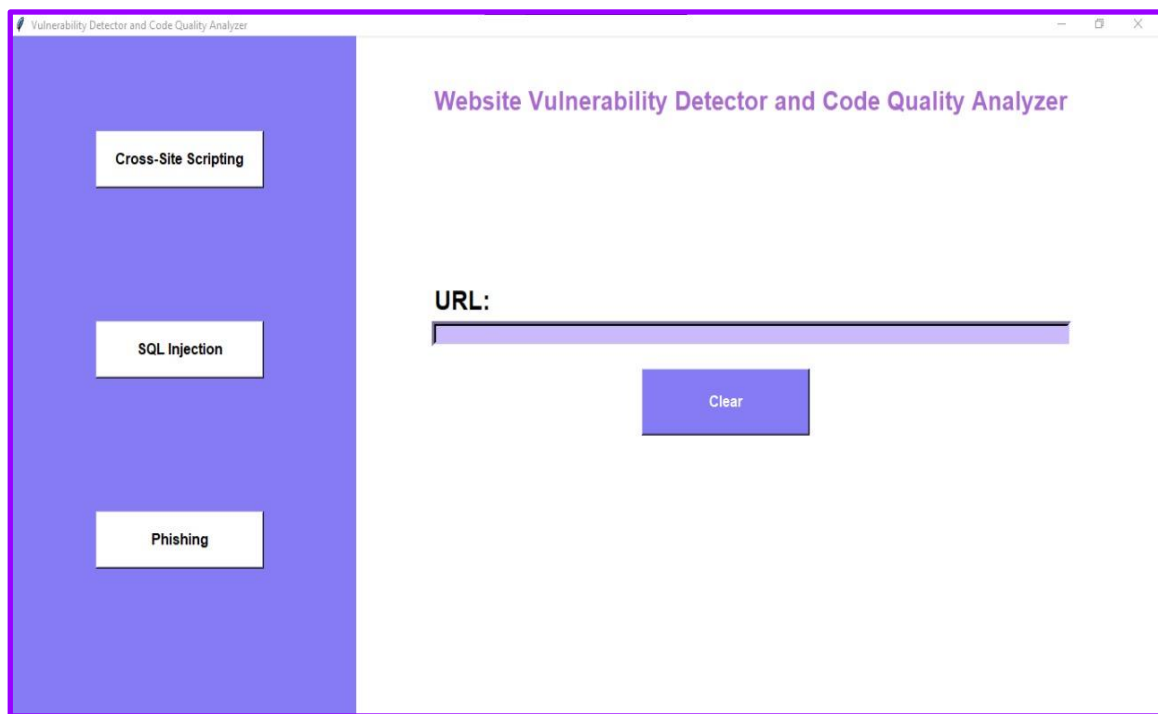 Vulnerability Detector and Code Quality Analyzer
Website Vulnerability Detector and Code Quality Analyzer
Cross-Site Scripting
SQL Injection
Phishing
URL:
Clear